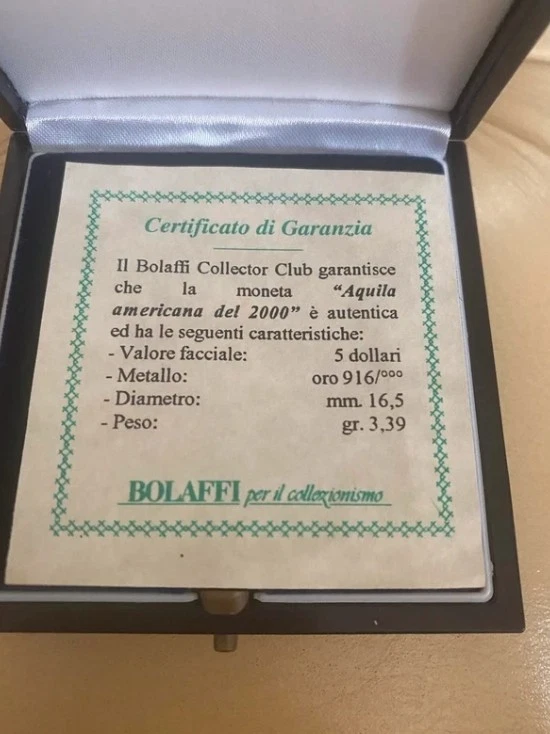 Certificato di Garanzia
Il Bolaffi Collector Club garantisce
che la moneta “Aquila
americana del 2000” è autentica
ed ha le seguenti caratteristiche:
- Valore facciale: 5 dollari
- Metallo: oro 916/°°°
- Diametro: mm. 16,5
- Peso: gr. 3,39
BOLAFFI per il collezionismo